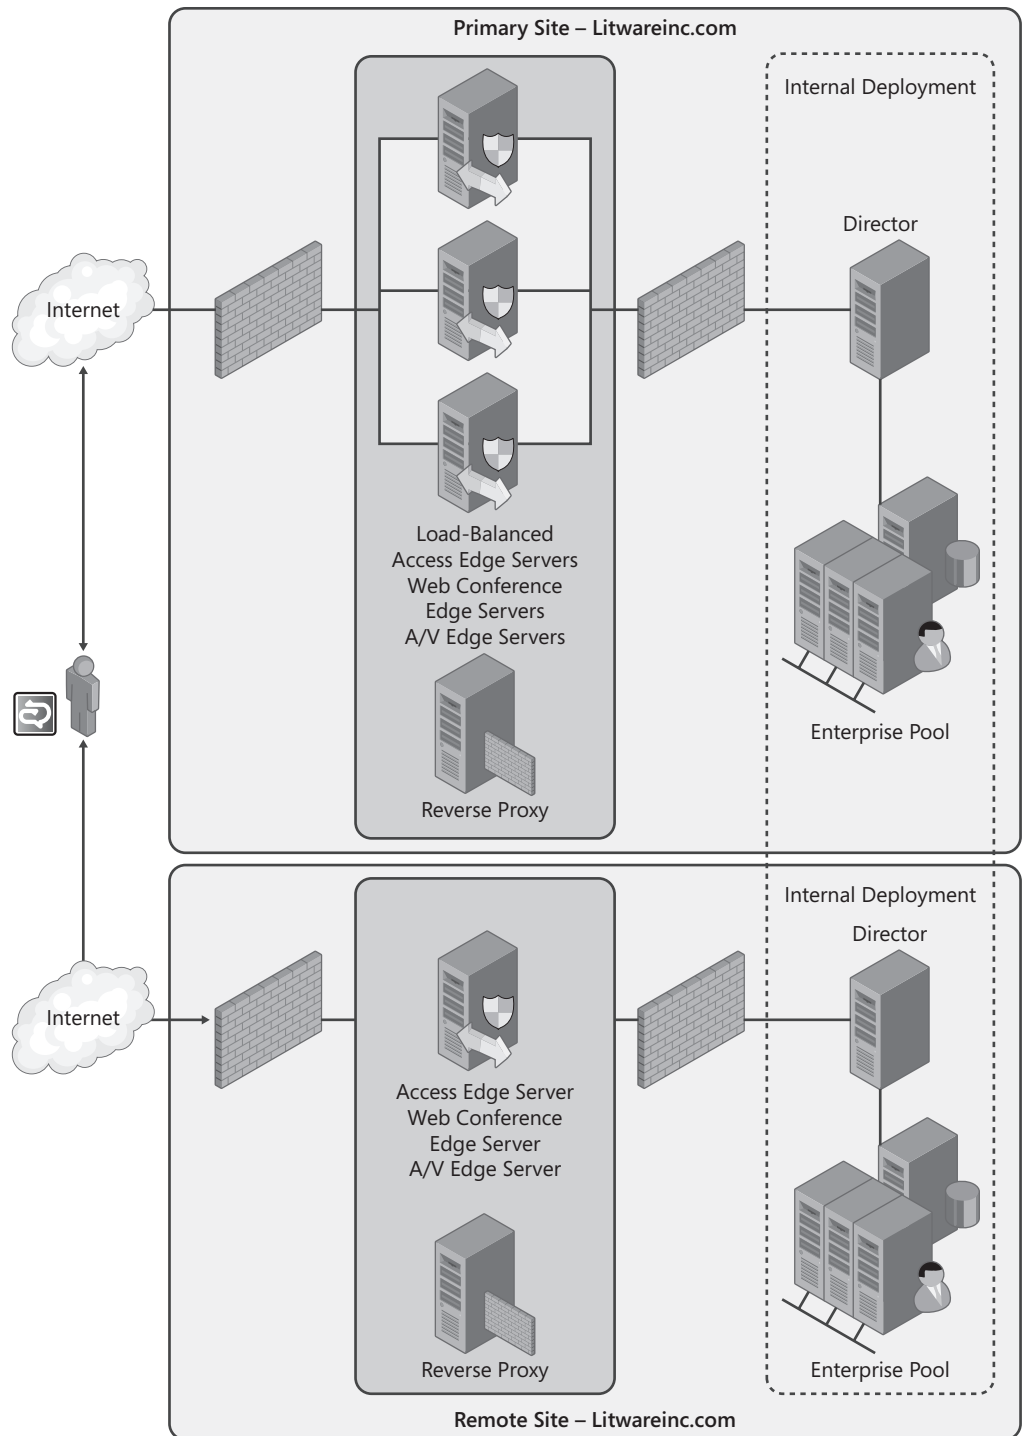 Primary Site – Litwareinc.com
Internal Deployment
Director
Internet
Load-Balanced
Access Edge Servers
Web Conference
Edge Servers
A/V Edge Servers
Enterprise Pool
Reverse Proxy
Internal Deployment
Director
Internet
Access Edge Server
Web Conference
Edge Server
A/V Edge Server
Reverse Proxy
Enterprise Pool
Remote Site – Litwareinc.com